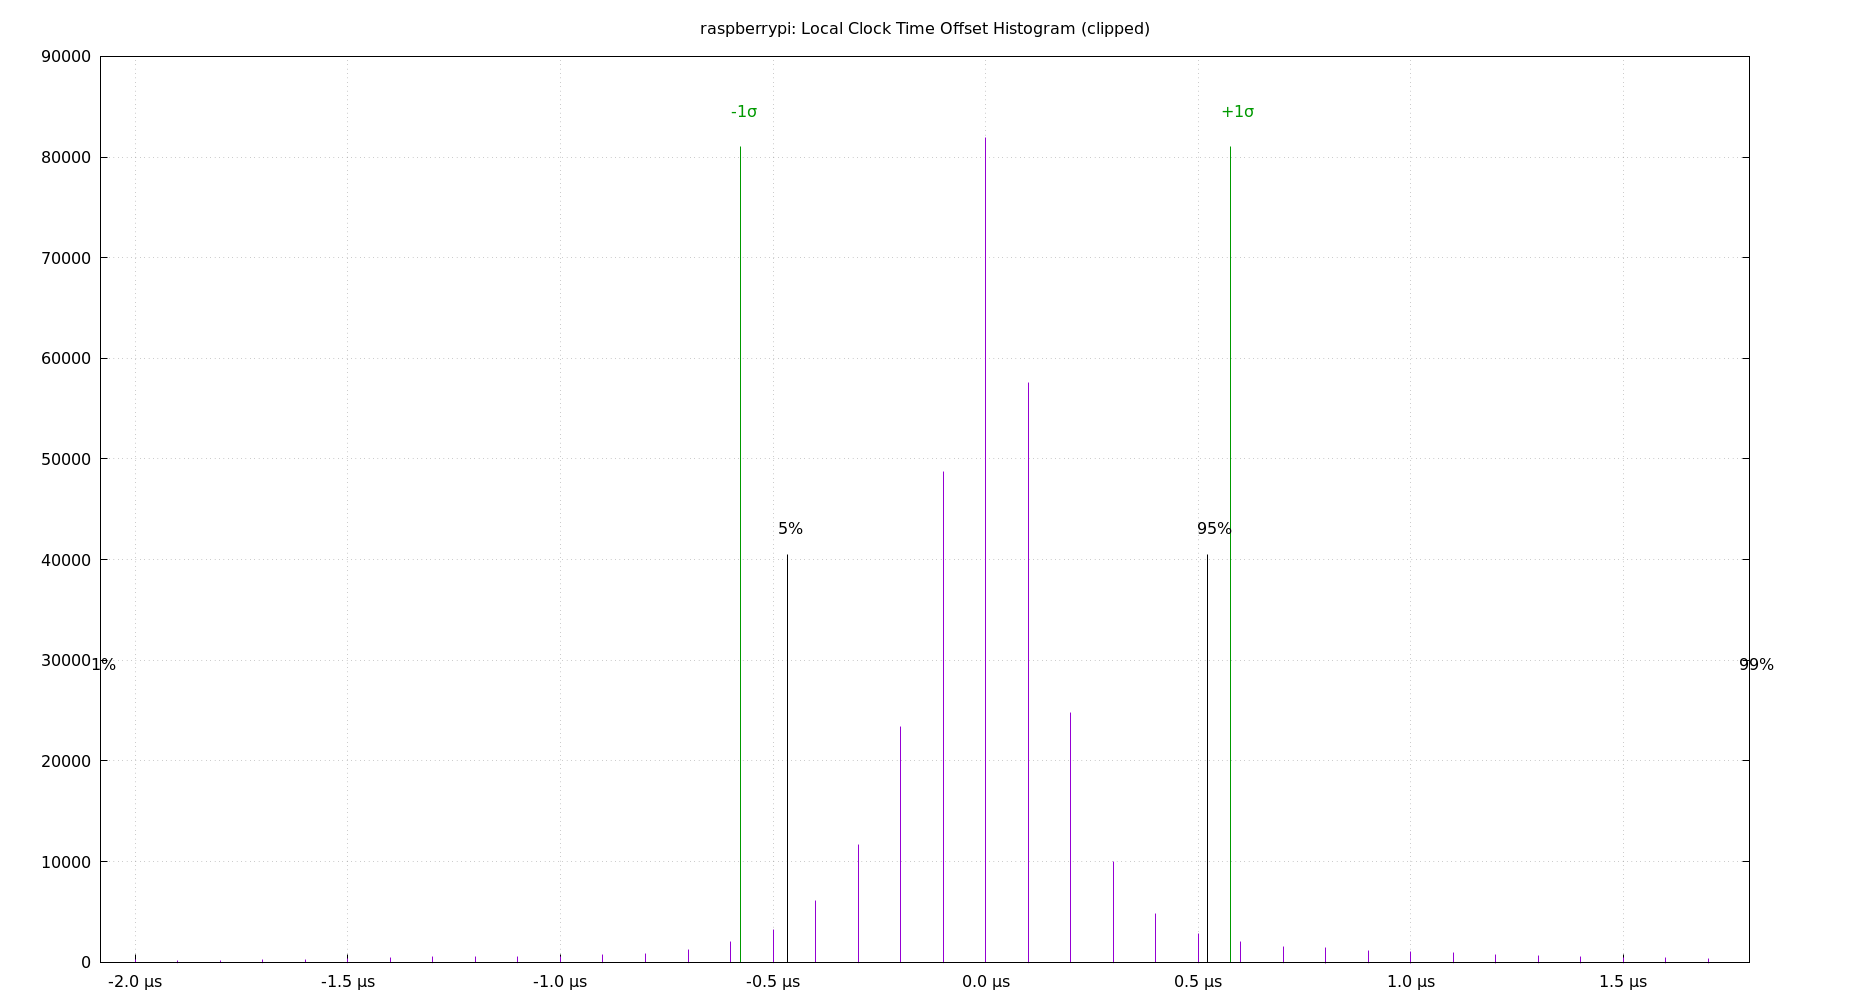 raspberrypi: Local Clock Time Offset Histogram (clipped)
90000
-1σ +1σ
80000
70000
60000
50000
5% 95%
40000
30000 1% 99%
20000
10000
0
-2.0 µs -1.5 µs -1.0 µs -0.5 µs 0.0 µs 0.5 µs 1.0 µs 1.5 µs